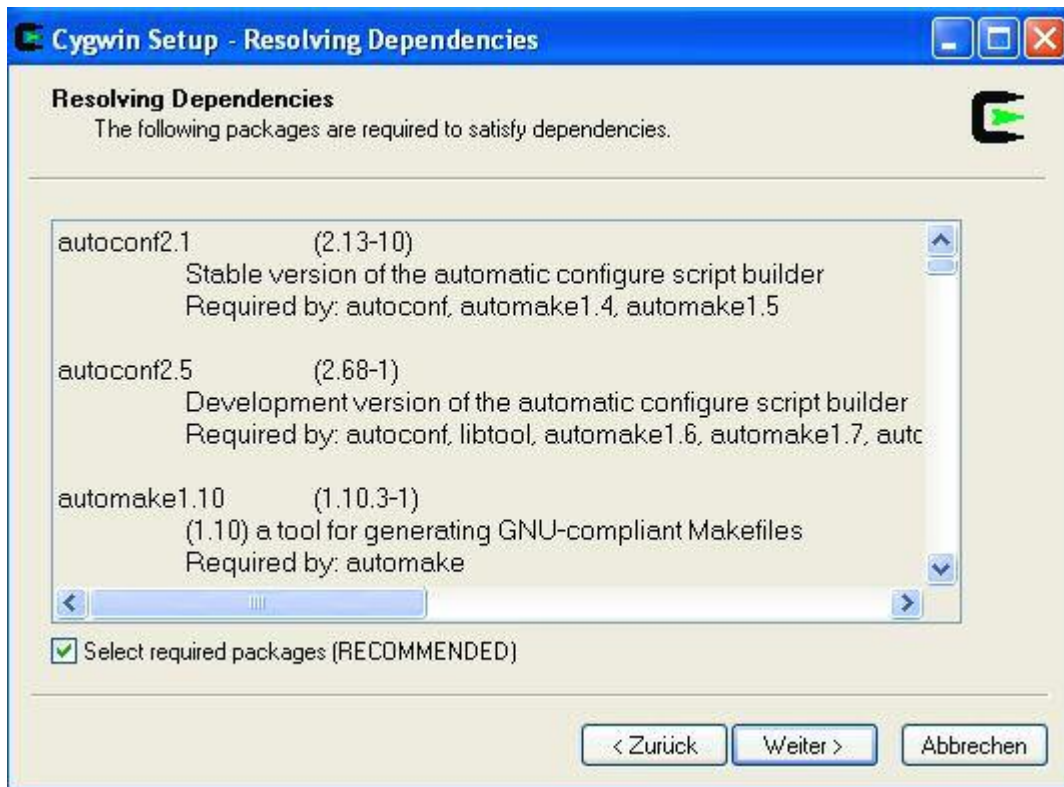 Cygwin Setup - Resolving Dependencies
Resolving Dependencies
The following packages are required to satisfy dependencies.
autoconf2.1 (2.13-10)
Stable version of the automatic configure script builder
Required by: autoconf, automake1.4, automake1.5
autoconf2.5 (2.68-1)
Development version of the automatic configure script builder
Required by: autoconf, libtool, automake1.6, automake1.7, autc
automake1.10 (1.10.3-1)
(1.10) a tool for generating GNU-compliant Makefiles
Required by: automake
Select required packages (RECOMMENDED)
< Zurück Weiter > Abbrechen